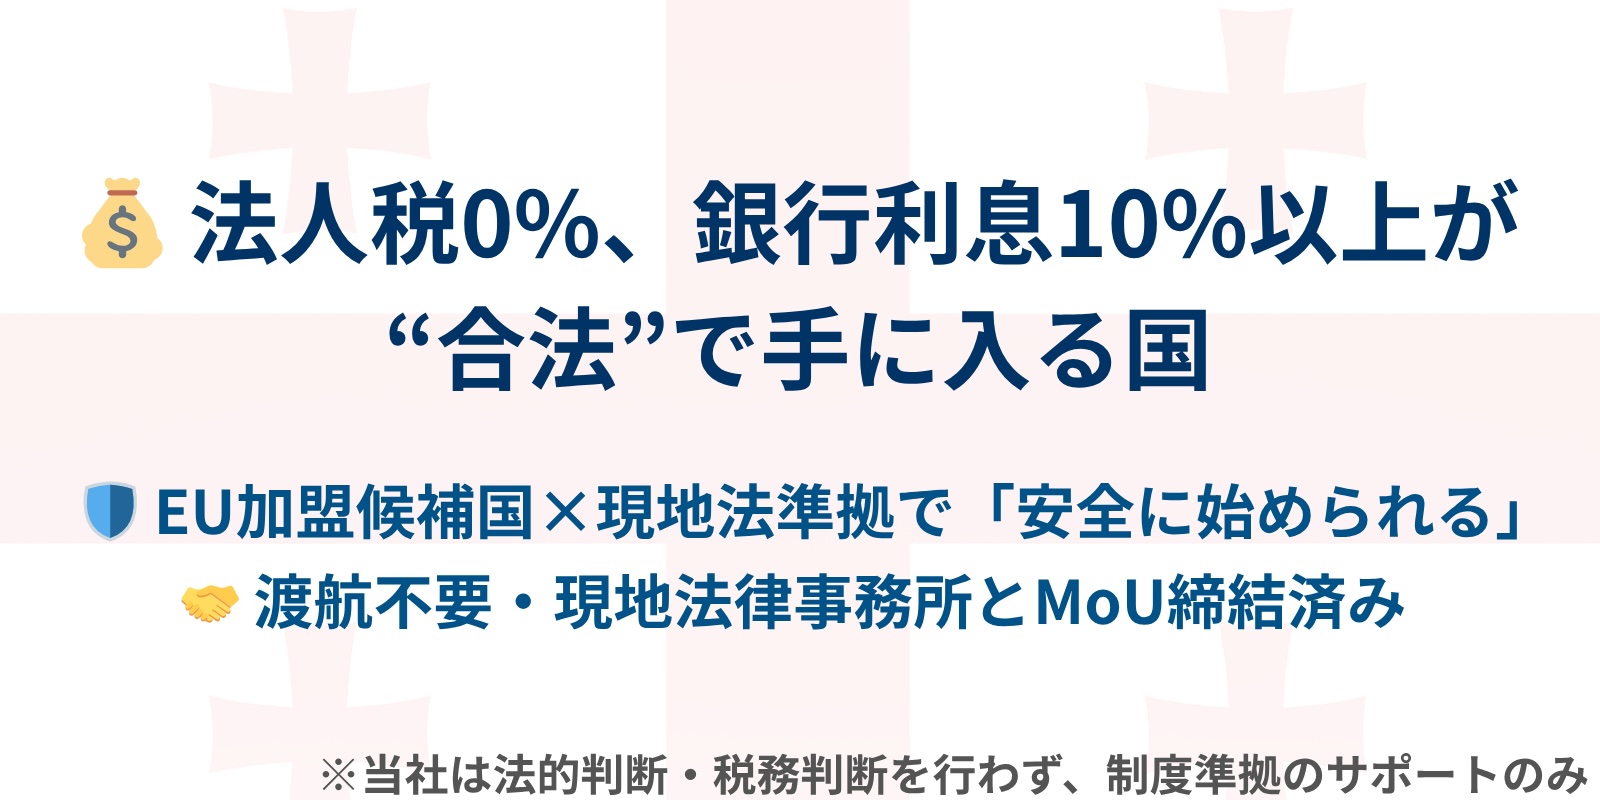 💰 法人税0%、銀行利息10%以上が
“合法”で手に入る国
🛡️ EU加盟候補国×現地法準拠で「安全に始められる」
🤝 渡航不要・現地法律事務所とMoU締結済み
※当社は法的判断・税務判断を行わず、制度準拠のサポートのみ